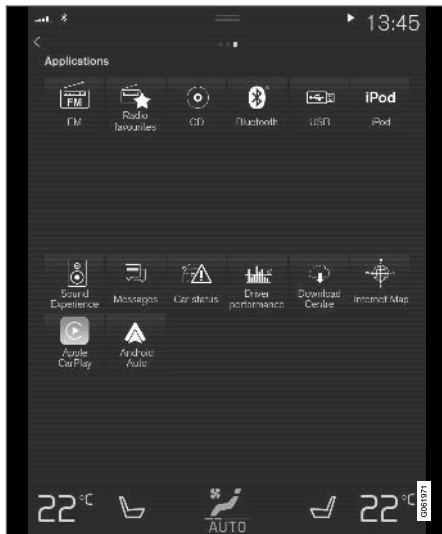 13:45
Applications
FM
FM
Radio
favourites
CD
Bluetooth
USB
iPod
iPod
Sound
Experience
Messages
Car status
Driver
performance
Download
Centre
Internet Map
Apple
CarPlay
Android
Auto
22°C
AUTO
22°C
G061971